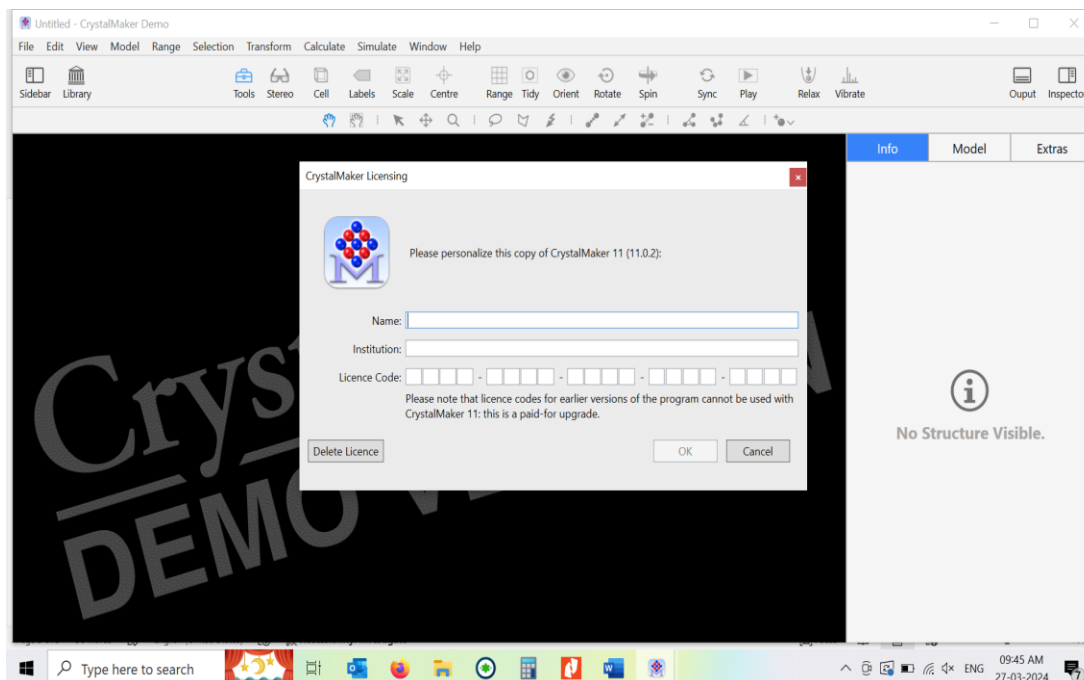 Untitled - CrystalMaker Demo
File Edit View Model Range Selection Transform Calculate Simulate Window Help
Sidebar Library Tools Stereo Cell Labels Scale Centre Range Tidy Orient Rotate Spin Sync Play Relax Vibrate Ouput Inspecto
Info Model Extras
CrystalMaker Licensing
Please personalize this copy of CrystalMaker 11 (11.0.2):
Name:
Institution:
Licence Code: - - - -
Please note that licence codes for earlier versions of the program cannot be used with
CrystalMaker 11: this is a paid-for upgrade.
Delete Licence OK Cancel
No Structure Visible.
Cryst N
DEMO V
Type here to search
ENG
09:45 AM
27-03-2024
7